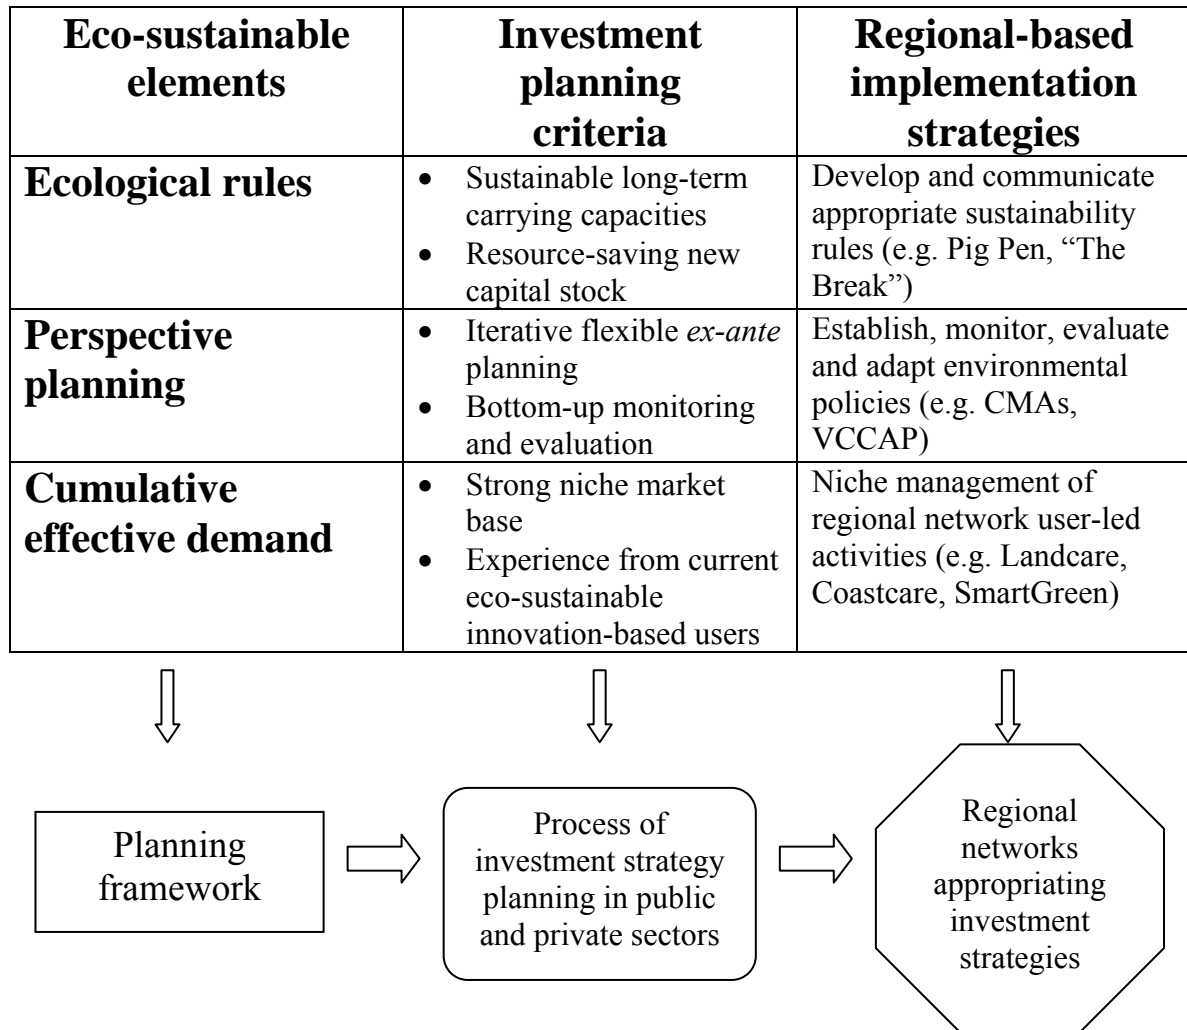 Eco-sustainable
elements
Investment
planning
criteria
Regional-based
implementation
strategies
Ecological rules
• Sustainable long-term
carrying capacities
• Resource-saving new
capital stock
Develop and communicate
appropriate sustainability
rules (e.g. Pig Pen, “The
Break”)
Perspective
planning
• Iterative flexible ex-ante
planning
• Bottom-up monitoring
and evaluation
Establish, monitor, evaluate
and adapt environmental
policies (e.g. CMAs,
VCCAP)
Cumulative
effective demand
• Strong niche market
base
• Experience from current
eco-sustainable
innovation-based users
Niche management of
regional network user-led
activities (e.g. Landcare,
Coastcare, SmartGreen)
Planning
framework
Process of
investment strategy
planning in public
and private sectors
Regional
networks
appropriating
investment
strategies